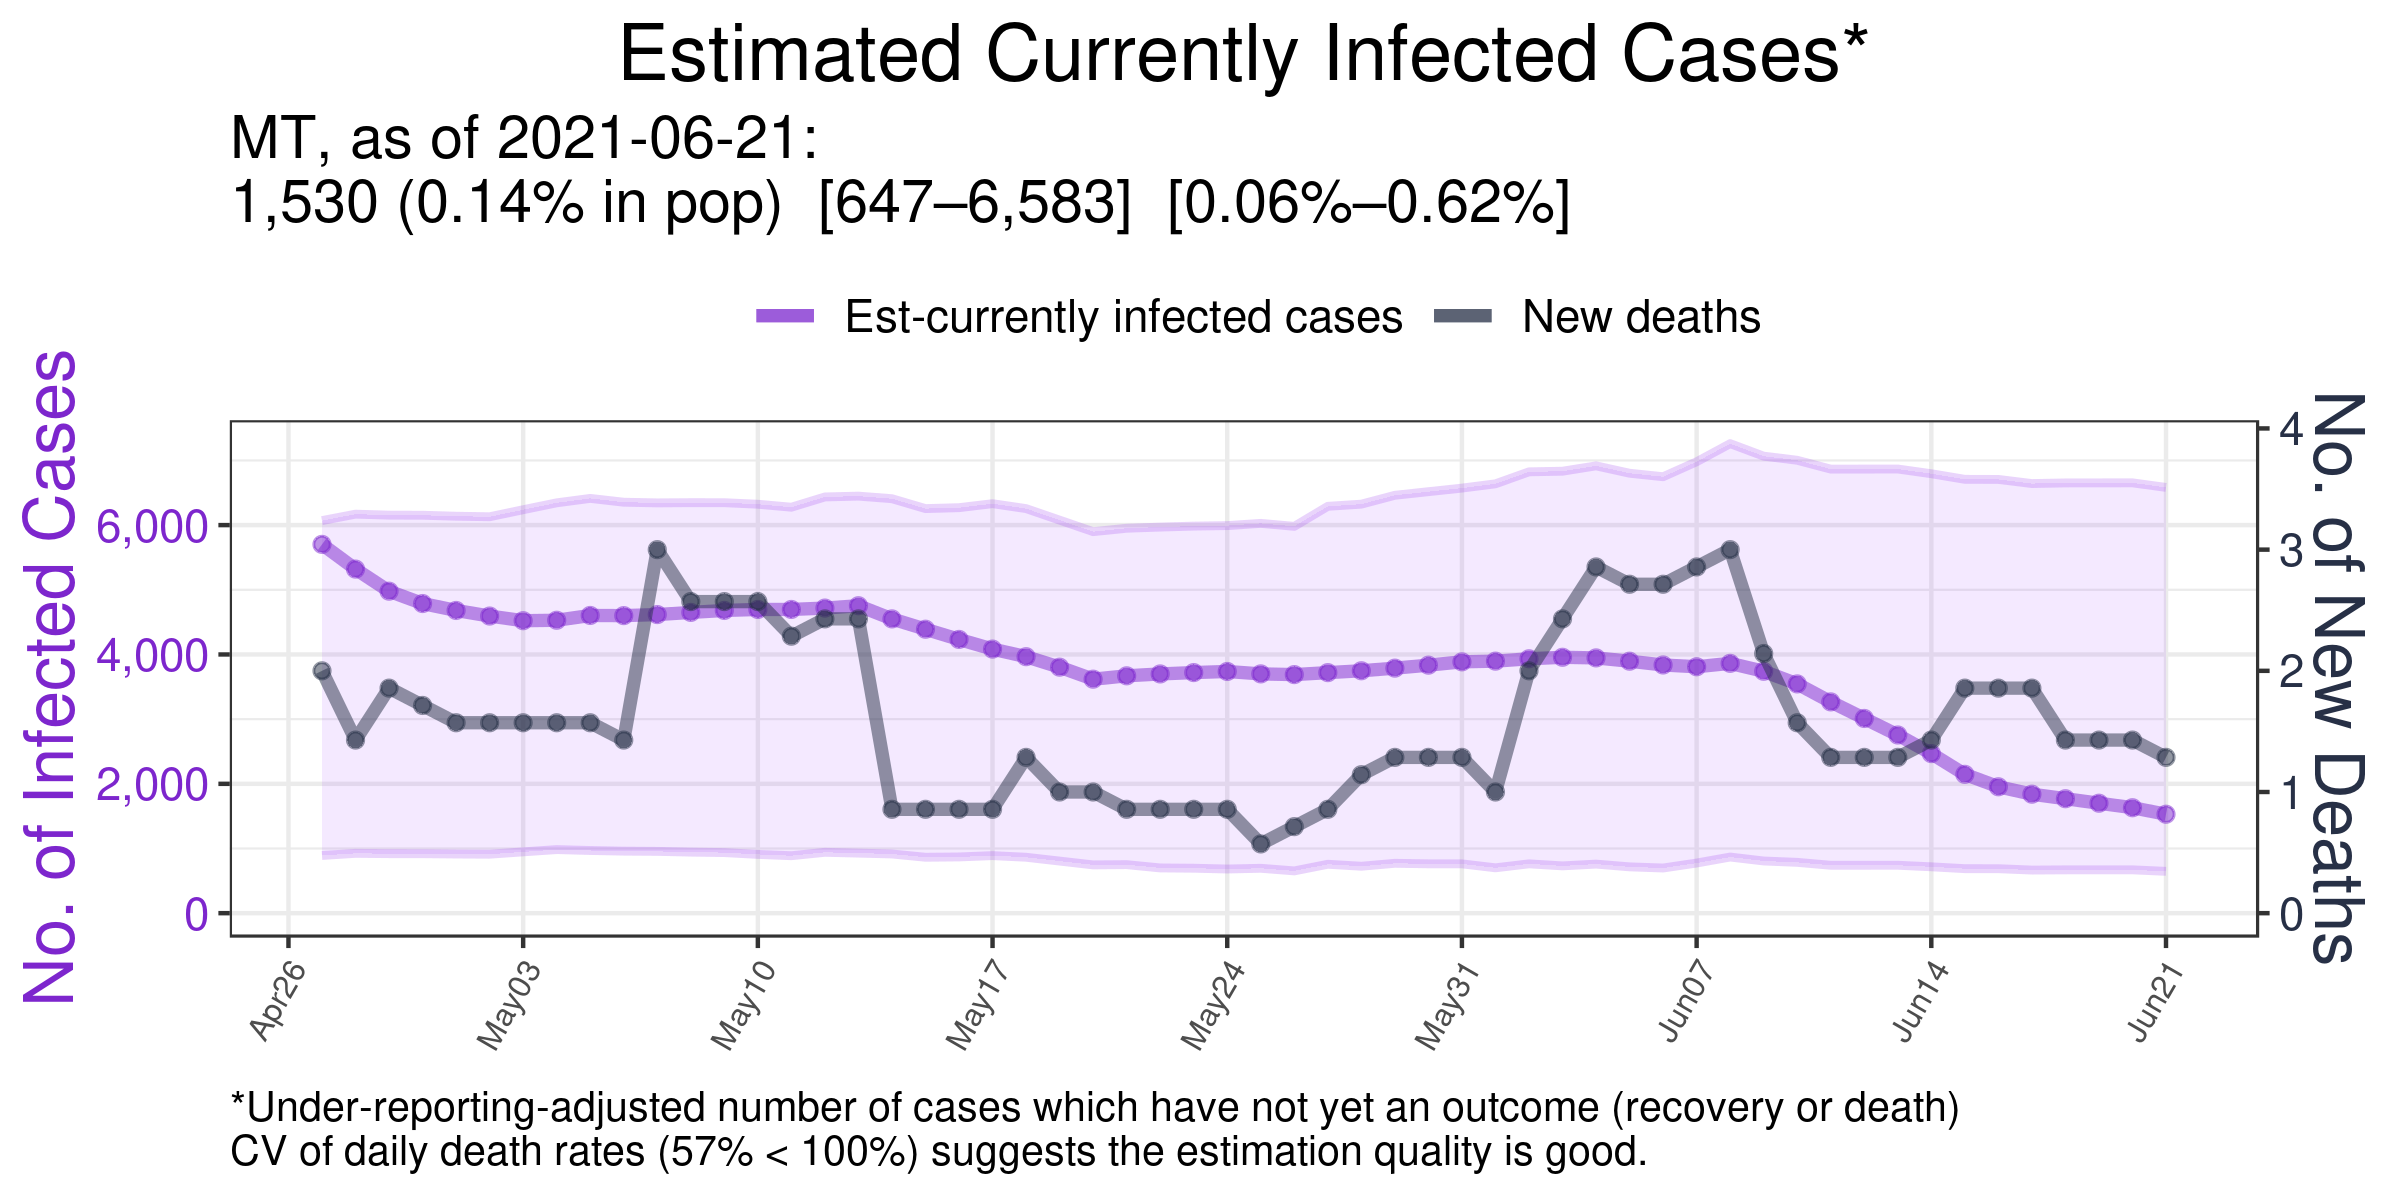 Estimated Currently Infected Cases*
MT, as of 2021-06-21:
1,530 (0.14% in pop)  [647–6,583]  [0.06%–0.62%]
Est-currently infected cases
New deaths
No. of Infected Cases
6,000
4,000
2,000
0
4
3
2
1
0
No. of New Deaths
Apr26
May03
May10
May17
May24
May31
Jun07
Jun14
Jun21
*Under-reporting-adjusted number of cases which have not yet an outcome (recovery or death)
CV of daily death rates (57% < 100%) suggests the estimation quality is good.